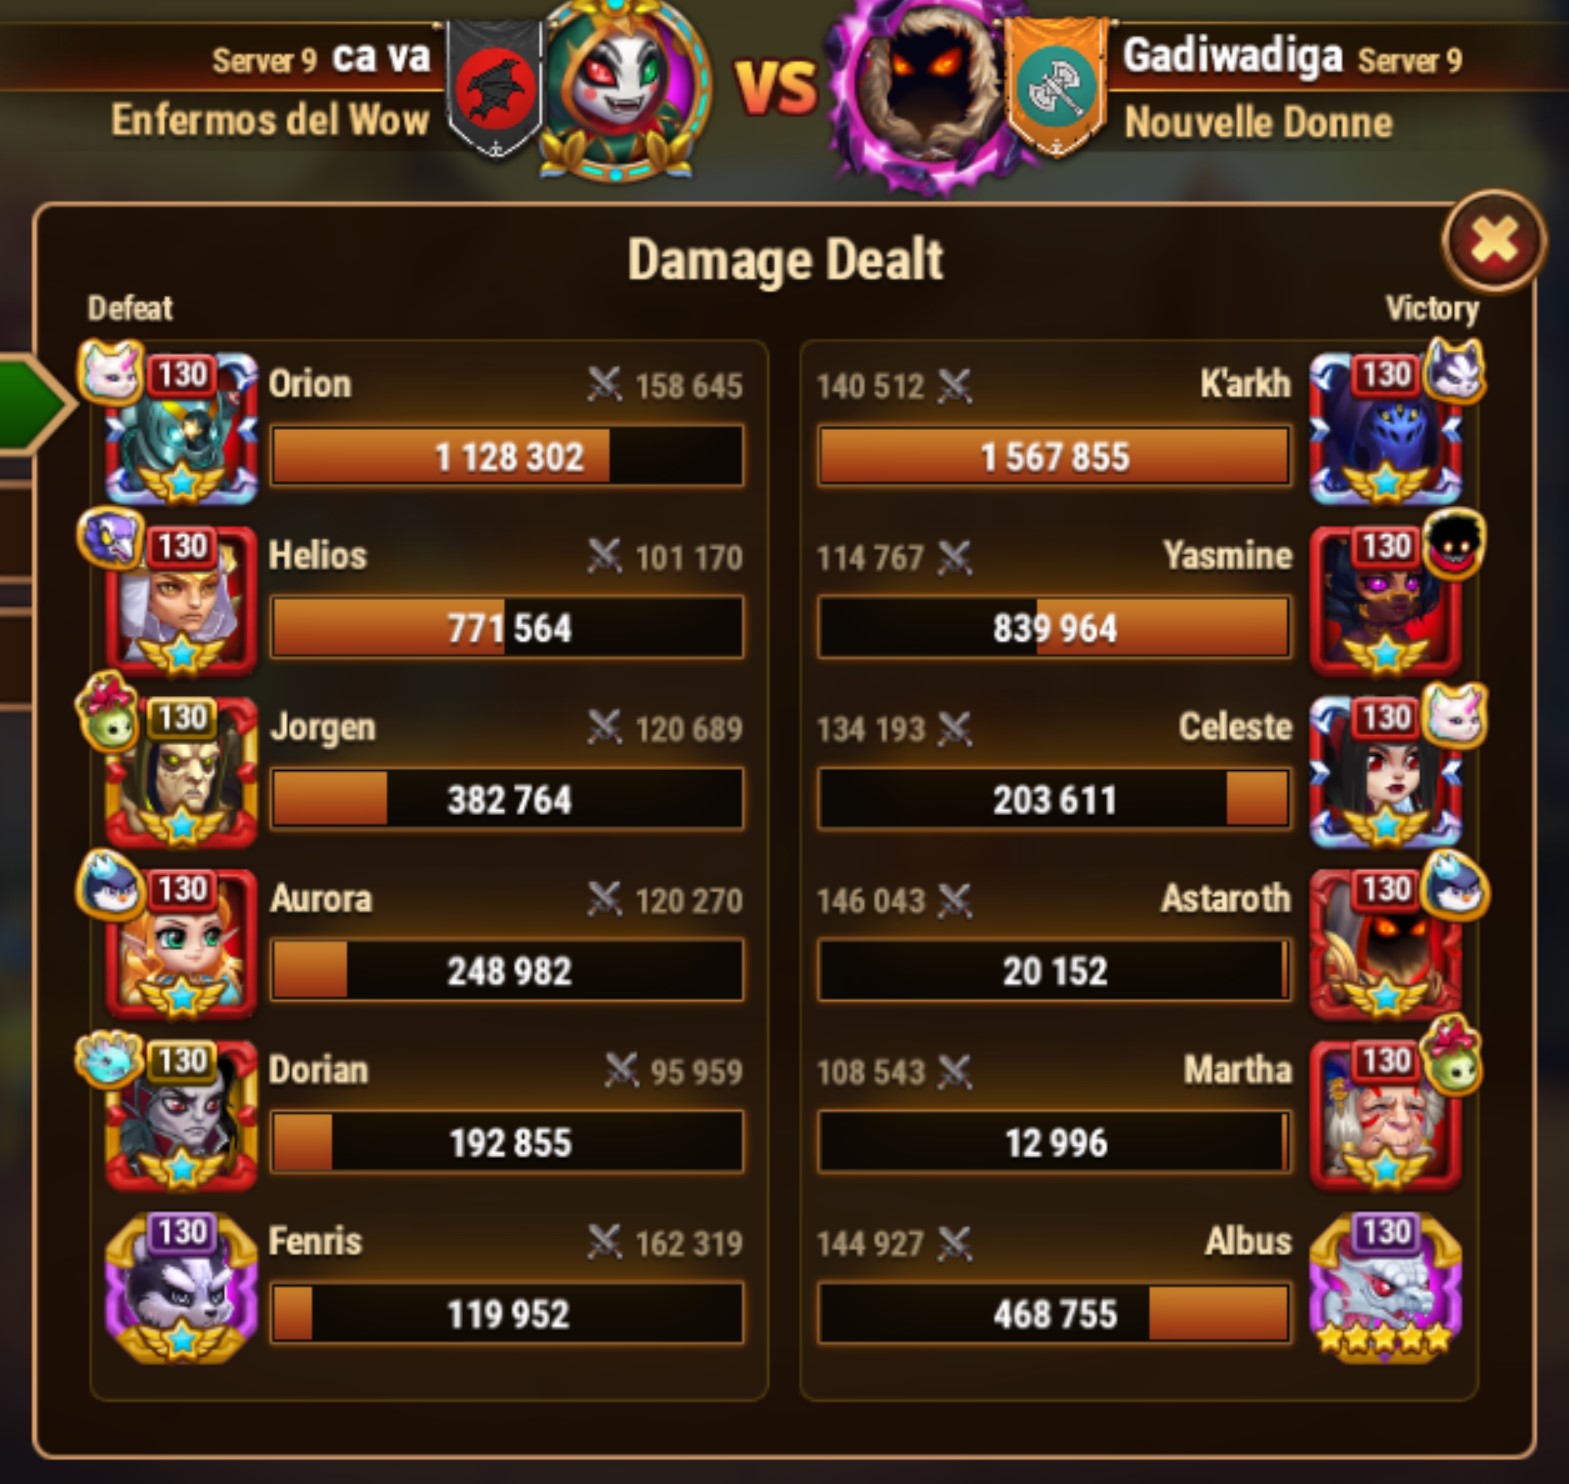 Server 9 ca va
Enfermos del Wow
VS
Gadiwadiga Server 9
Nouvelle Donne
Damage Dealt
Defeat
Victory
130 Orion 158 645
1 128 302
130 Helios 101 170
771 564
130 Jorgen 120 689
382 764
130 Aurora 120 270
248 982
130 Dorian 95 959
192 855
130 Fenris 162 319
119 952
140 512 K'arkh 130
1 567 855
114 767 Yasmine 130
839 964
134 193 Celeste 130
203 611
146 043 Astaroth 130
20 152
108 543 Martha 130
12 996
144 927 Albus 130
468 755